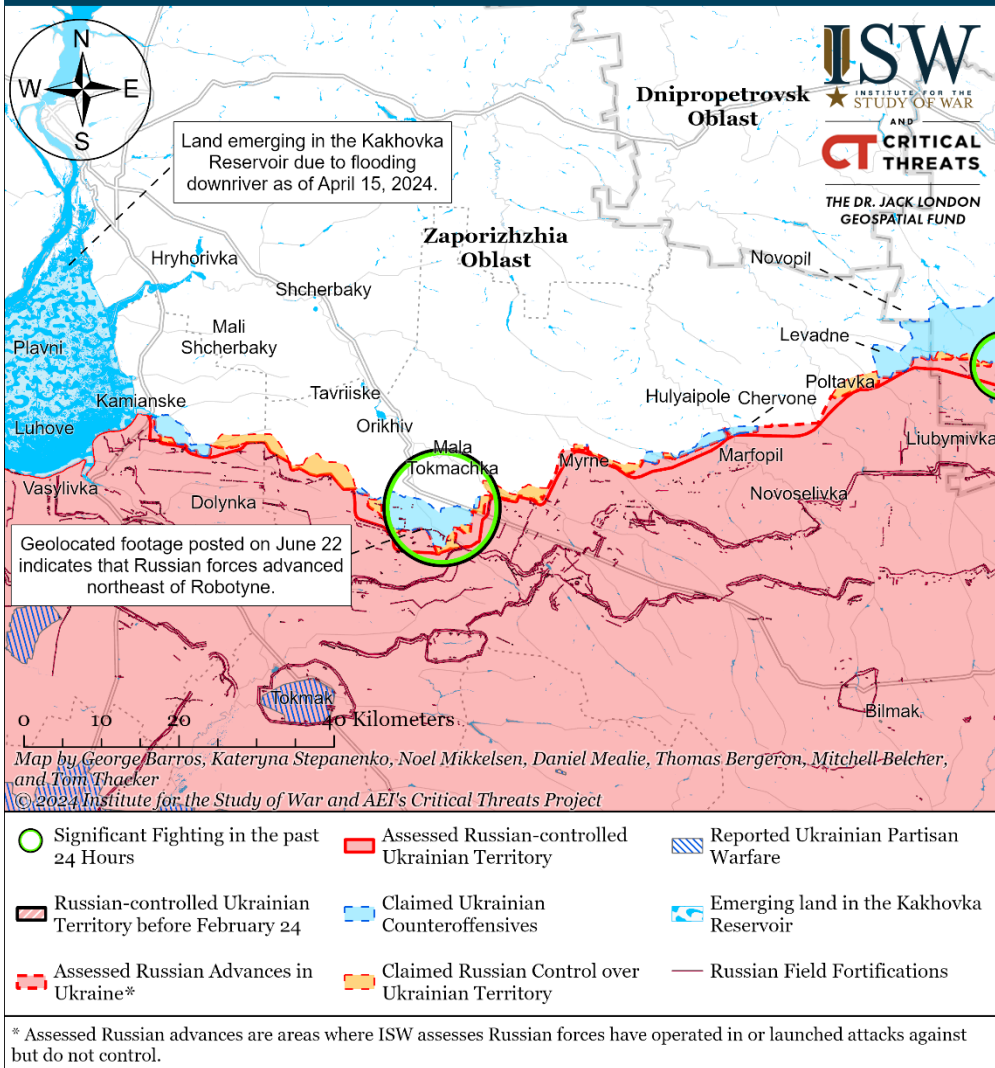 N
W
E
S
ISW
INSTITUTE FOR THE
STUDY OF WAR
AND
CT CRITICAL
THREATS
THE DR. JACK LONDON
GEOSPATIAL FUND
Dnipropetrovsk
Oblast
Land emerging in the Kakhovka
Reservoir due to flooding
downriver as of April 15, 2024.
Zaporizhzhia
Oblast
Hryhorivka
Novopil
Shcherbaky
Mali
Shcherbaky
Levadne
Plavni
Poltavka
Tavriiske
Kamianske
Hulyaipole
Chervone
Orikhiv
Luhove
Liubymivka
Mala
Tokmachka
Myrne
Marfopil
Vasylivka
Dolynka
Novoselivka
Geolocated footage posted on June 22
indicates that Russian forces advanced
northeast of Robotyne.
Tokmak
Bilmak
0 10 20 40 Kilometers
Map by George Barros, Kateryna Stepanenko, Noel Mikkelsen, Daniel Mealie, Thomas Bergeron, Mitchell Belcher,
and Tom Thacker
© 2024 Institute for the Study of War and AEI's Critical Threats Project
Significant Fighting in the past
24 Hours
Russian-controlled Ukrainian
Territory before February 24
Assessed Russian Advances in
Ukraine*
Assessed Russian-controlled
Ukrainian Territory
Claimed Ukrainian
Counteroffensives
Claimed Russian Control over
Ukrainian Territory
Reported Ukrainian Partisan
Warfare
Emerging land in the Kakhovka
Reservoir
Russian Field Fortifications
* Assessed Russian advances are areas where ISW assesses Russian forces have operated in or launched attacks against
but do not control.